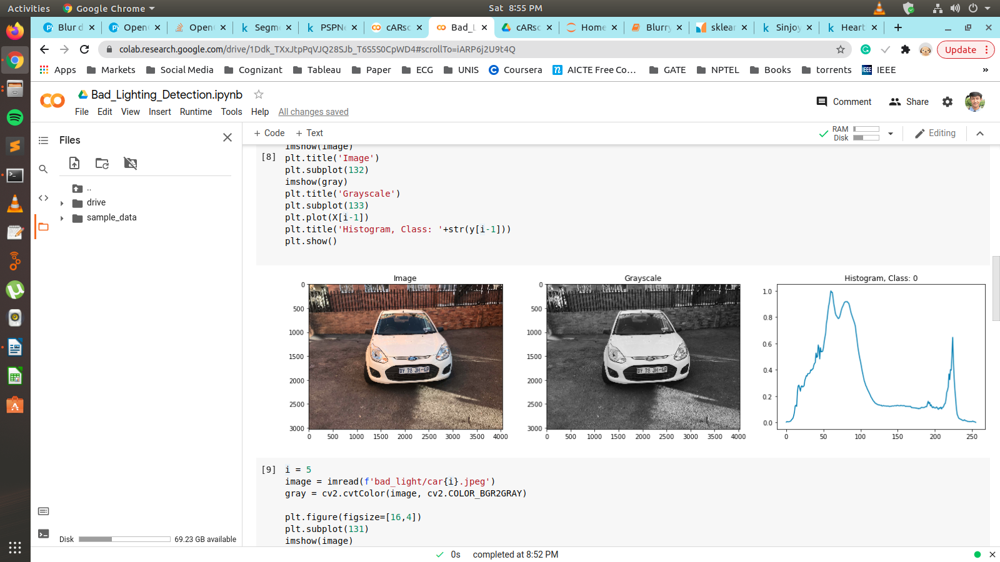 Activities
Google Chrome
Sat 8:55 PM
Blur d
Open
Open
Segm
PSPN
cARsc
Bad_L
cARsc
Home
Blurry
sklear
Sinjoy
Heart
colab.research.google.com/drive/1Ddk_TXxJtpPqVJQ28SJb_T6S5S0CpWD4#scrollTo=iARP6j2U9t4Q
Update
Apps
Markets
Social Media
Cognizant
Tableau
Paper
ECG
UNIS
Coursera
AICTE Free Co...
GATE
NPTEL
Books
torrents
IEEE
IEEE
»
Bad_Lighting_Detection.ipynb
Comment
Share
File Edit View Insert Runtime Tools Help All changes saved
Files
+ Code + Text
RAM
Disk
Editing
..
drive
sample_data
Disk
69.23 GB available
imshow(image)
[8] plt.title('Image')
plt.subplot(132)
imshow(gray)
plt.title('Grayscale')
plt.subplot(133)
plt.plot(X[i-1])
plt.title('Histogram, Class: '+str(y[i-1]))
plt.show()
Image
0
500
1000
1500
2000
2500
3000
0 500 1000 1500 2000 2500 3000 3500 4000
DY 78 JH-GP
Grayscale
0
500
1000
1500
2000
2500
3000
0 500 1000 1500 2000 2500 3000 3500 4000
DY 78 JH-GP
Histogram, Class: 0
1.0
0.8
0.6
0.4
0.2
0.0
0 50 100 150 200 250
[9] i = 5
image = imread(f'bad_light/car{i}.jpeg')
gray = cv2.cvtColor(image, cv2.COLOR_BGR2GRAY)
plt.figure(figsize=[16,4])
plt.subplot(131)
imshow(image)
0s completed at 8:52 PM